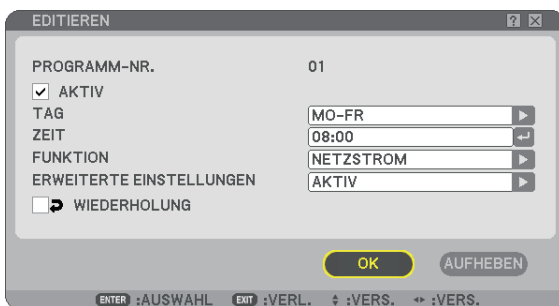 EDITIEREN
PROGRAMM-NR. 01
AKTIV
TAG MO-FR
ZEIT 08:00
FUNKTION NETZSTROM
ERWEITERTE EINSTELLUNGEN AKTIV
WIEDERHOLUNG
OK AUFHEBEN
ENTER :AUSWAHL EXIT :VERL. :VERS. :VERS.